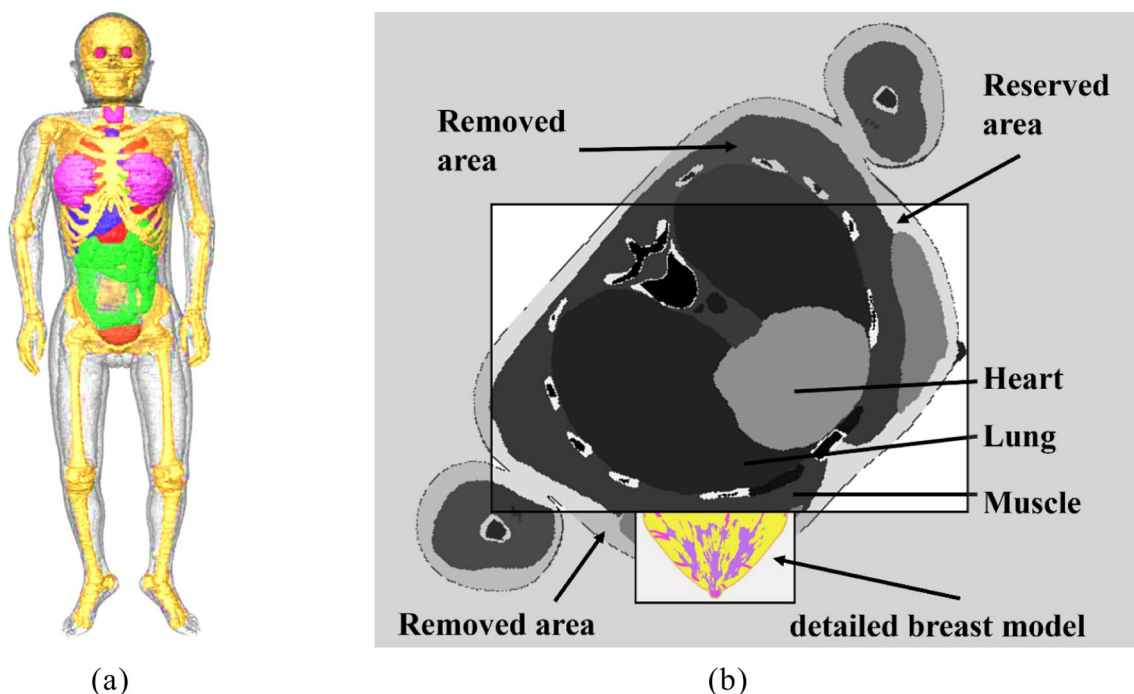 Removed
area
Reserved
area
Heart
Lung
Muscle
Removed area
detailed breast model
(a)
(b)